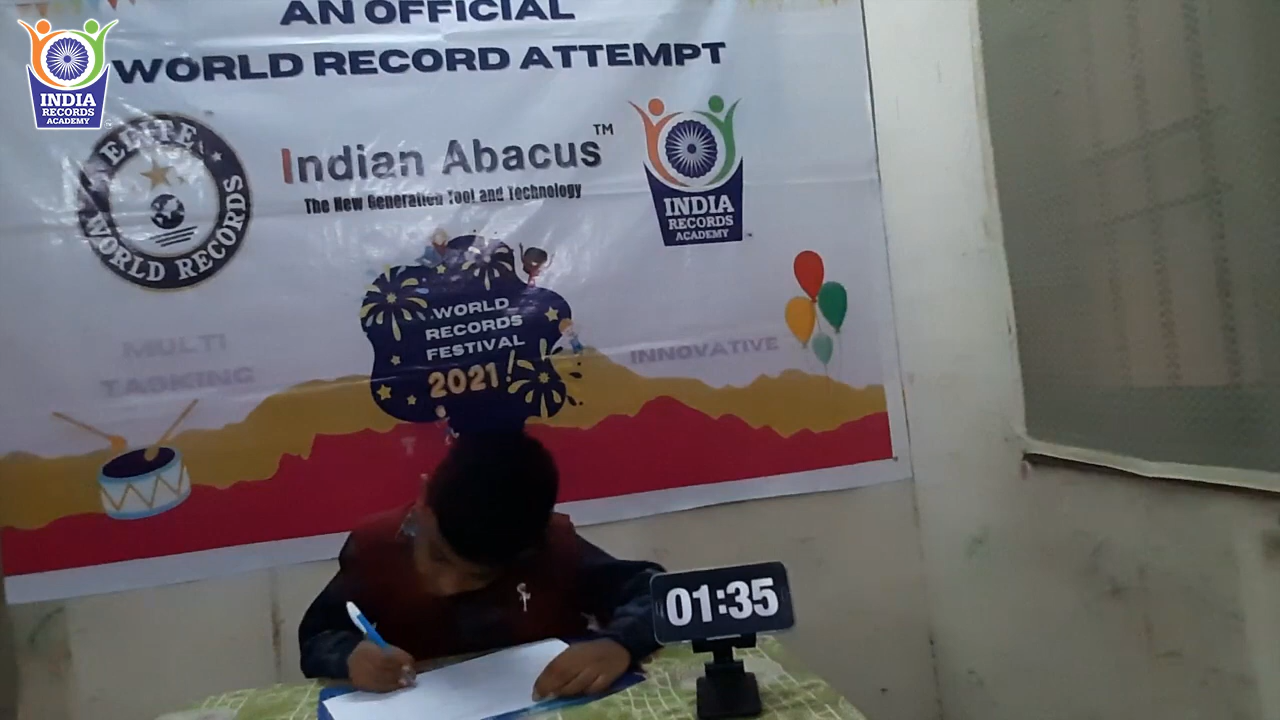 AN OFFICIAL
WORLD RECORD ATTEMPT
INDIA
RECORDS
ACADEMY
ELITE
WORLD RECORDS
Indian Abacus™
The New Generation Tool and Technology
INDIA
RECORDS
ACADEMY
WORLD
RECORDS
FESTIVAL
2021
MULTI
TASKING
INNOVATIVE
01:35